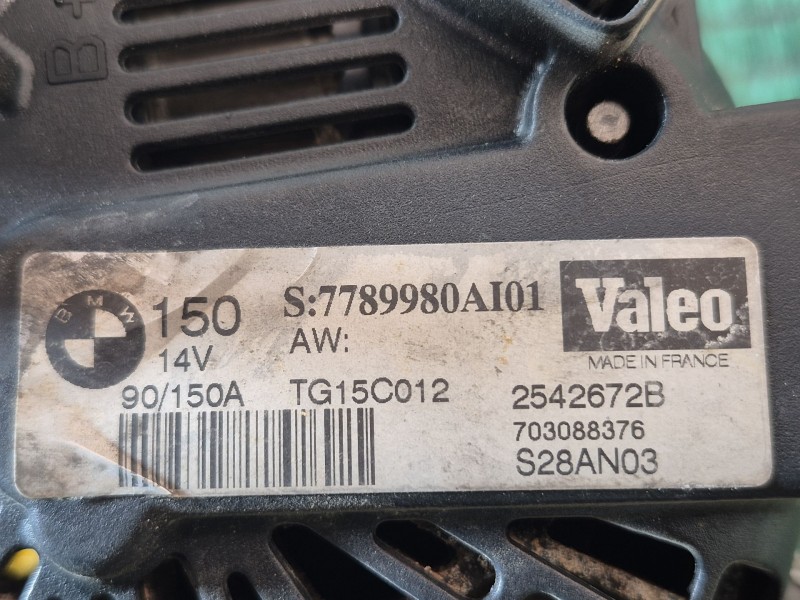 B+
BMW
150
14V
90/150A
S:7789980AI01
AW:
TG15C012
Valeo
MADE IN FRANCE
2542672B
703088376
S28AN03